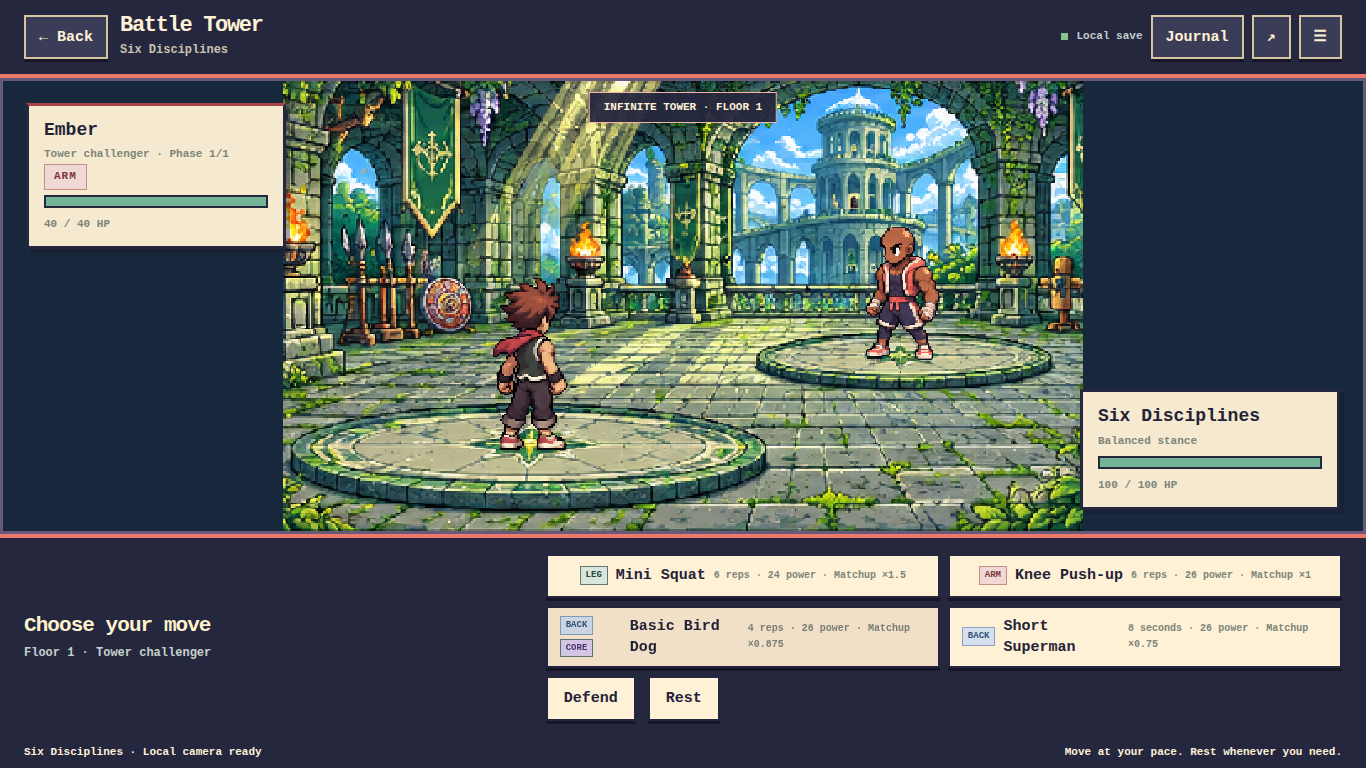 ← Back
Battle Tower
Six Disciplines
Local save
Journal
↗
☰
INFINITE TOWER · FLOOR 1
Ember
Tower challenger · Phase 1/1
ARM
40 / 40 HP
Six Disciplines
Balanced stance
100 / 100 HP
Choose your move
Floor 1 · Tower challenger
LEG Mini Squat 6 reps · 24 power · Matchup ×1.5
ARM Knee Push-up 6 reps · 26 power · Matchup ×1
BACK
CORE
Basic Bird
Dog
4 reps · 26 power · Matchup
×0.875
BACK
Short
Superman
8 seconds · 26 power · Matchup
×0.75
Defend
Rest
Six Disciplines · Local camera ready
Move at your pace. Rest whenever you need.